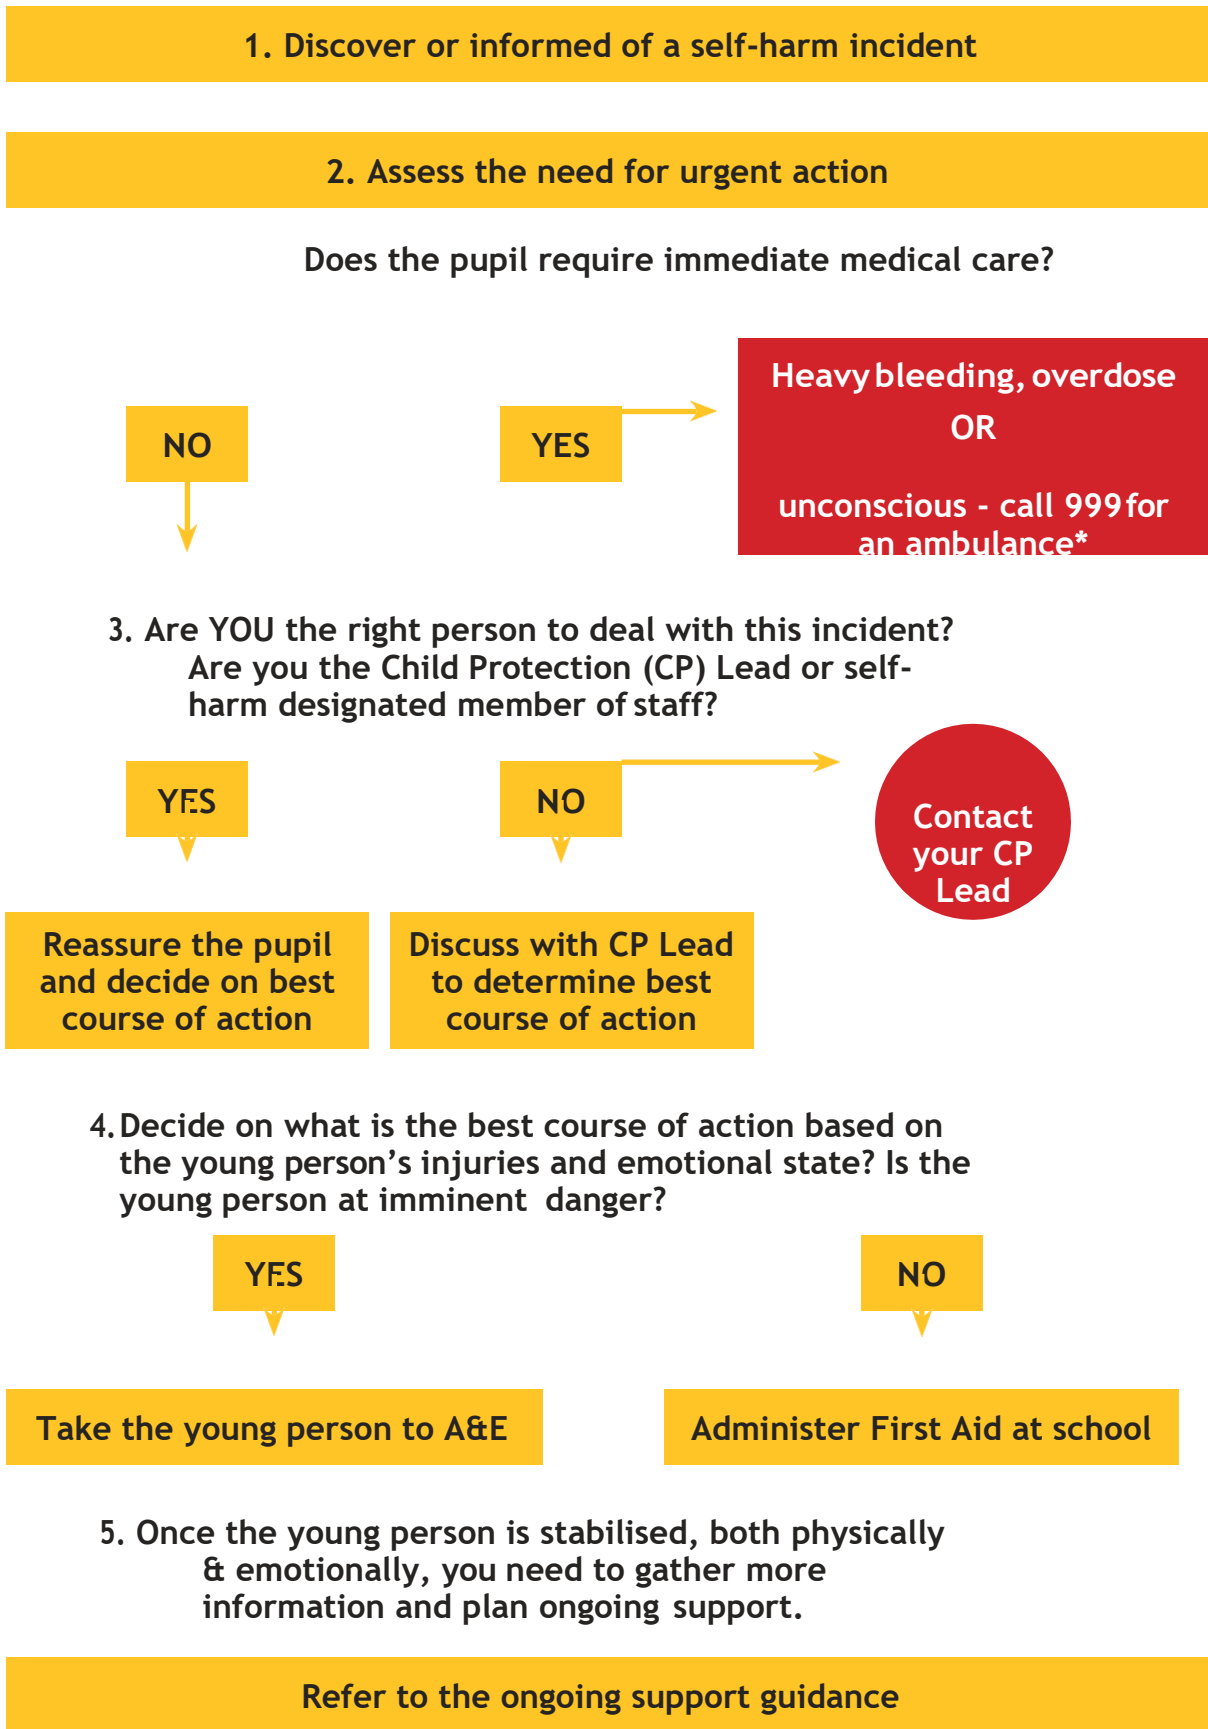 1. Discover or informed of a self-harm incident
2. Assess the need for urgent action
Does the pupil require immediate medical care?
Heavy bleeding, overdose
OR
NO
YES
unconscious - call 999 for
an ambulance*
3. Are YOU the right person to deal with this incident?
Are you the Child Protection (CP) Lead or self-
harm designated member of staff?
YES
NO
Contact
your CP
Lead
Reassure the pupil
and decide on best
course of action
Discuss with CP Lead
to determine best
course of action
4. Decide on what is the best course of action based on
the young person's injuries and emotional state? Is the
young person at imminent danger?
YES
NO
Take the young person to A&E
Administer First Aid at school
5. Once the young person is stabilised, both physically
& emotionally, you need to gather more
information and plan ongoing support.
Refer to the ongoing support guidance